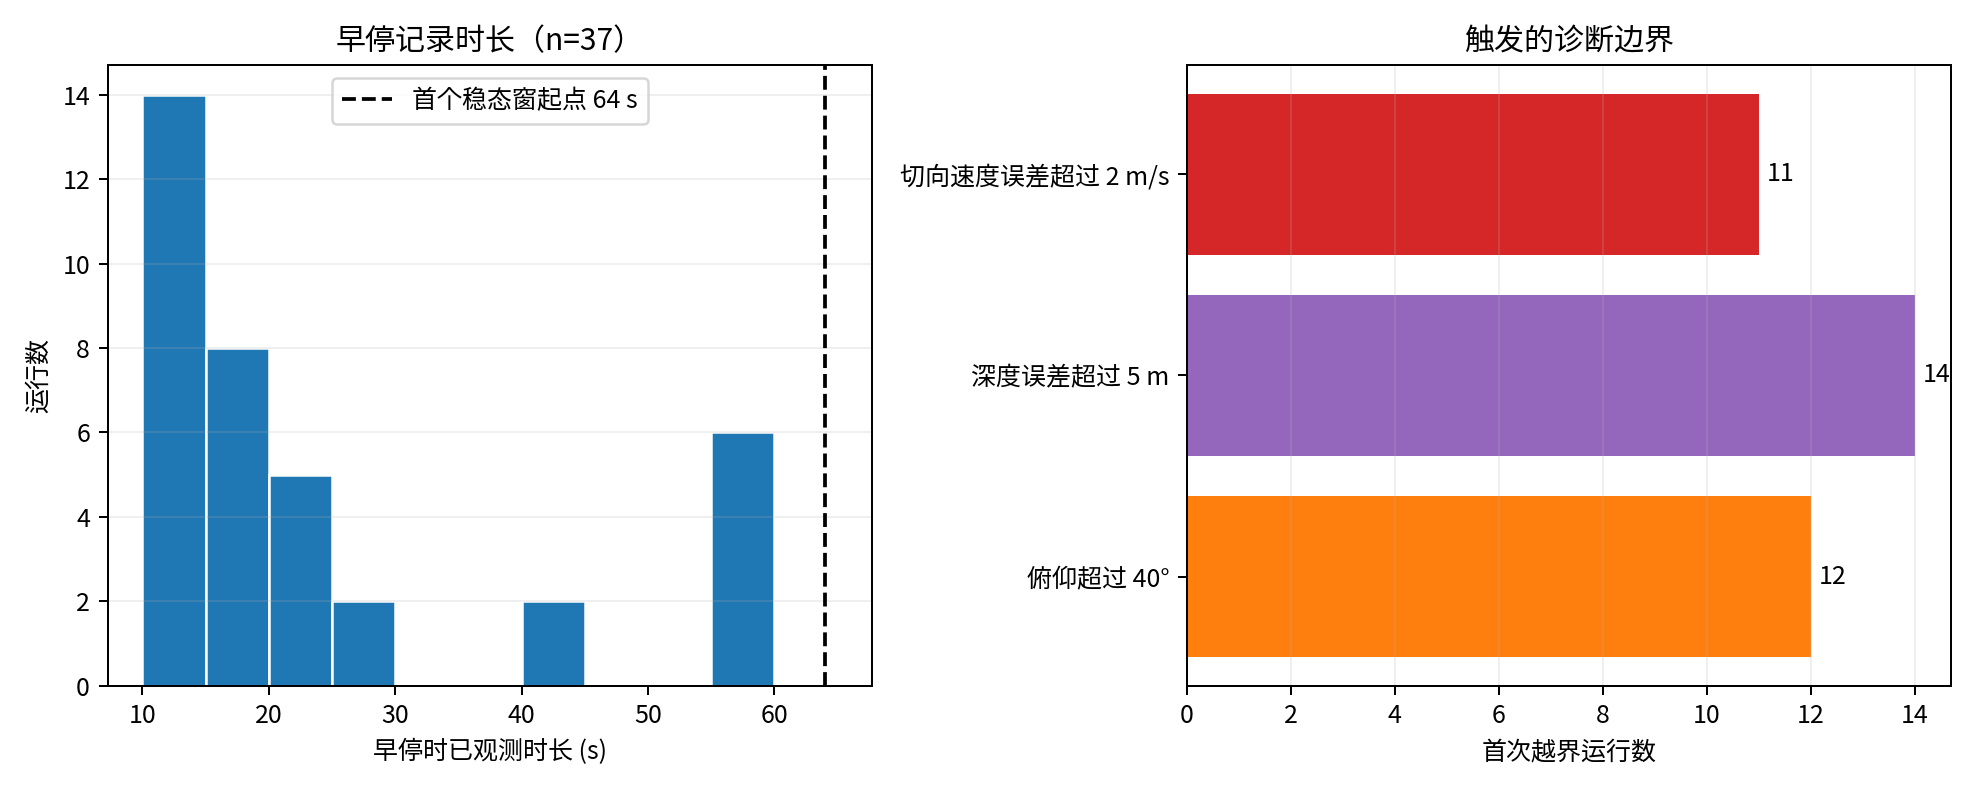 早停记录时长（n=37）
首个稳态窗起点 64 s
14
12
10
8
6
4
2
0
运行数
10 20 30 40 50 60
早停时已观测时长 (s)
触发的诊断边界
切向速度误差超过 2 m/s
11
深度误差超过 5 m
14
俯仰超过 40°
12
0 2 4 6 8 10 12 14
首次越界运行数